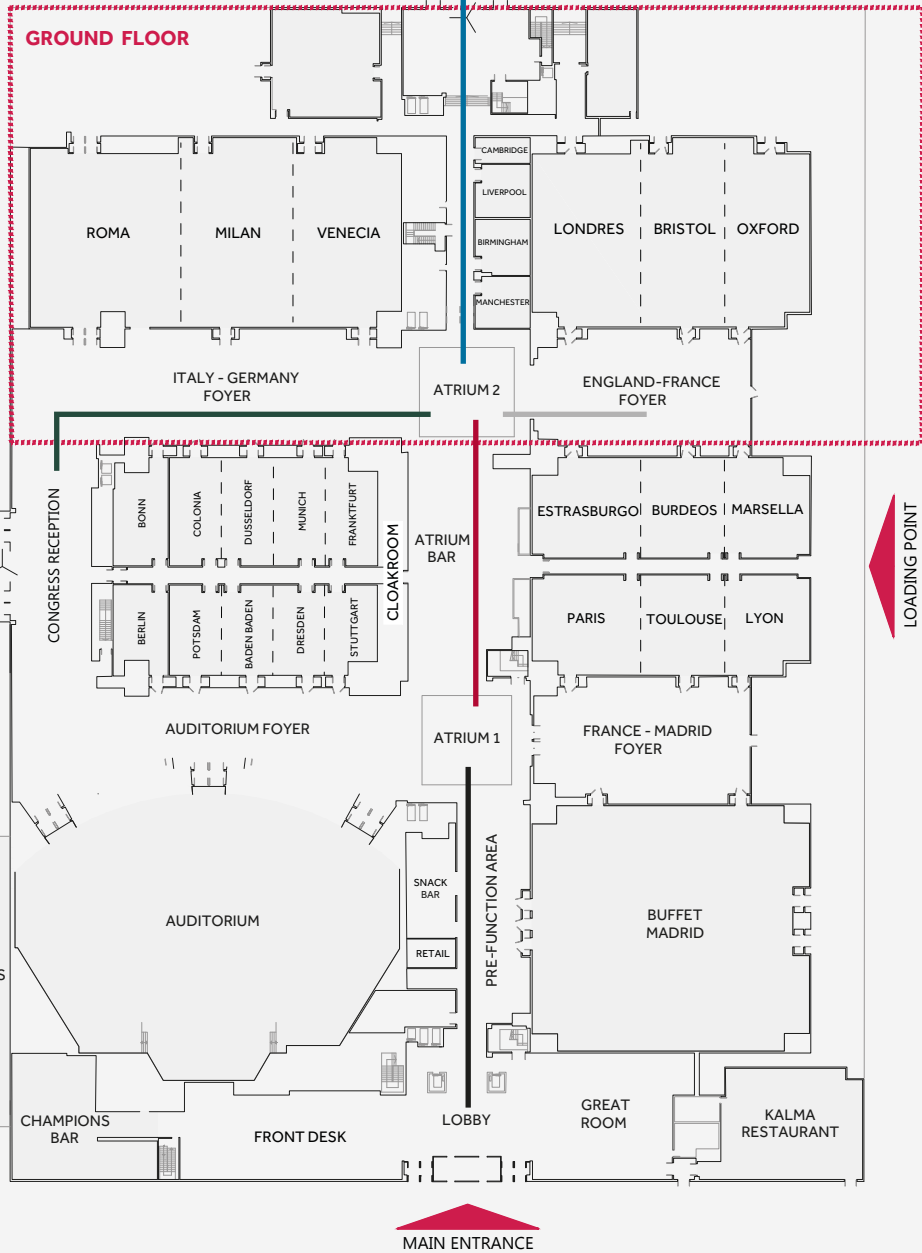 GROUND FLOOR
CAMBRIDGE
LIVERPOOL
BIRMINGHAM
MANCHESTER
ROMA
MILAN
VENECIA
LONDRES
BRISTOL
OXFORD
ITALY - GERMANY
FOYER
ATRIUM 2
ENGLAND-FRANCE
FOYER
CONGRESS RECEPTION
BONN
COLONIA
DUSSELDORF
MUNICH
FRANKTFURT
CLOAKROOM
ATRIUM
BAR
ESTRASBURGO
BURDEOS
MARSELLA
LOADING POINT
BERLIN
POTSDAM
BADEN BADEN
DRESDEN
STUTTGART
PARIS
TOULOUSE
LYON
AUDITORIUM FOYER
ATRIUM 1
FRANCE - MADRID
FOYER
SNACK
BAR
AUDITORIUM
RETAIL
PRE-FUNCTION AREA
BUFFET
MADRID
S
CHAMPIONS
BAR
FRONT DESK
LOBBY
GREAT
ROOM
KALMA
RESTAURANT
MAIN ENTRANCE